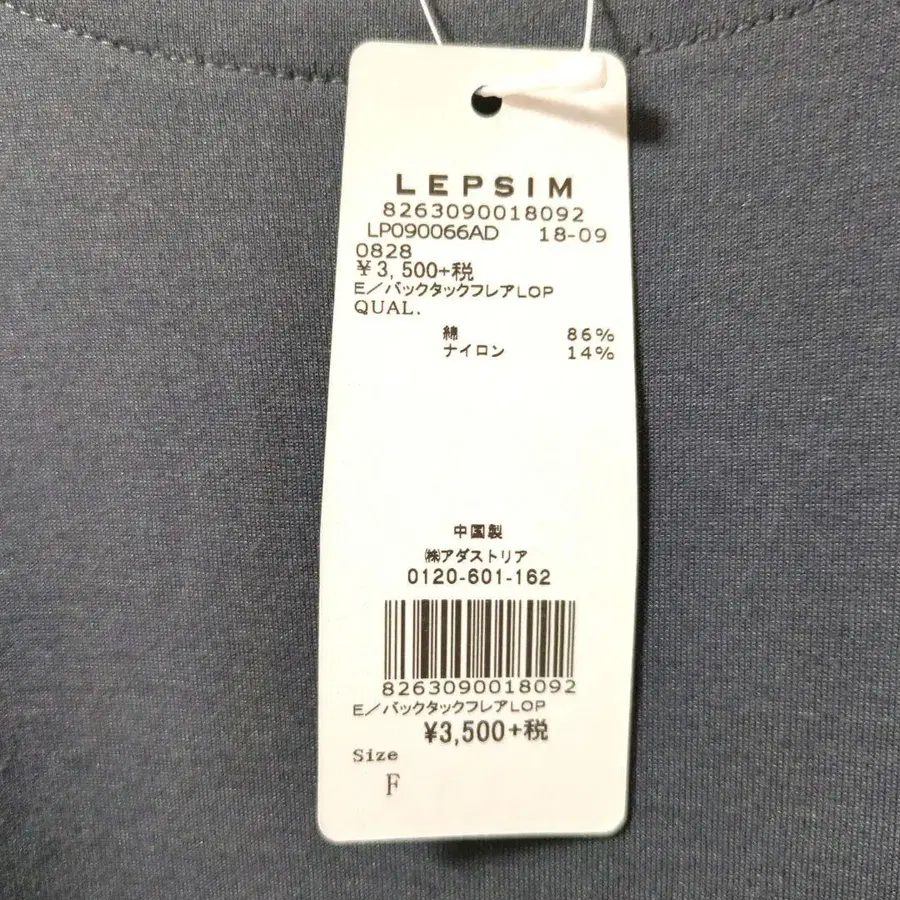 LEPSIM
8263090018092
LP090066AD 18-09
0828
¥3,500+税
E/バックタックフレアLOP
QUAL.
綿 86%
ナイロン 14%
中国製
㈱アダストリア
0120-601-162
8263090018092
E/バックタックフレアLOP
¥3,500+税
Size
F